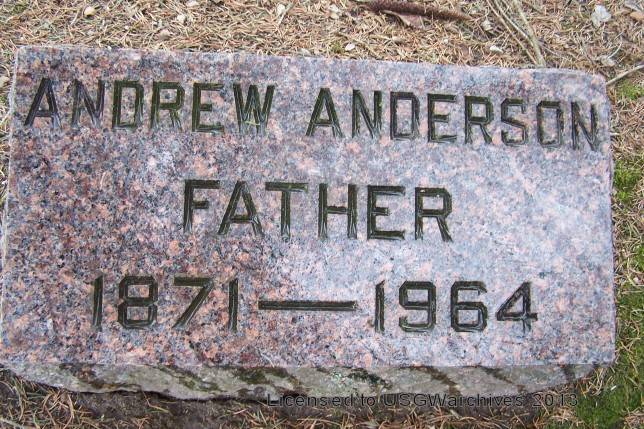 ANDREW ANDERSON
FATHER
1871—1964
Licensed to USGWarchives 2013